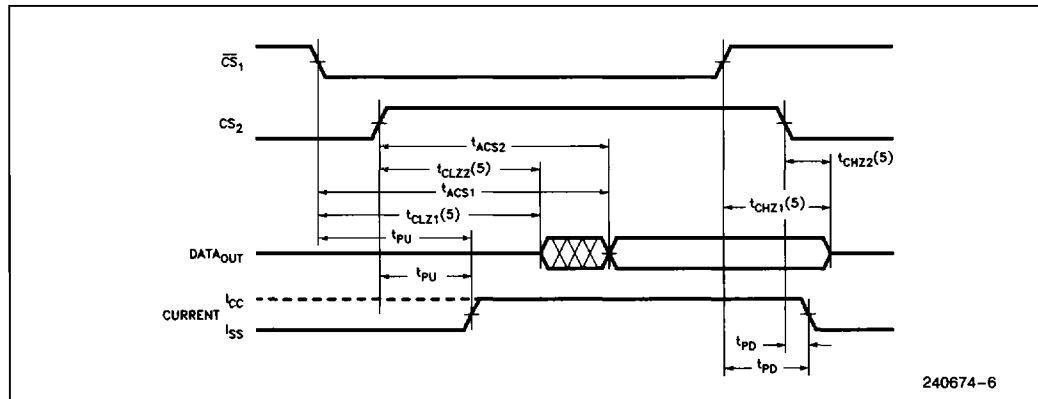 C̅S̅₁
CS₂
tACS2
tCLZ2(5)
tACS1
tCLZ1(5)
tPU
tCHZ2(5)
tCHZ1(5)
DATAOUT
tPU
ICC
CURRENT
ISS
tPD
tPD
240674-6